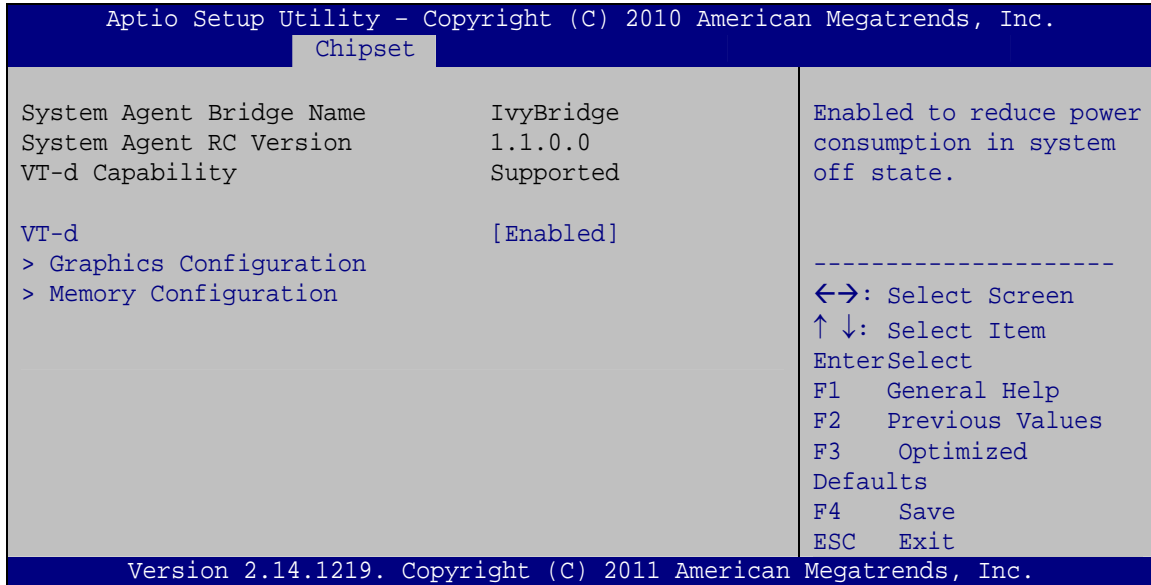 Aptio Setup Utility – Copyright (C) 2010 American Megatrends, Inc.
Chipset
System Agent Bridge Name IvyBridge
System Agent RC Version 1.1.0.0
VT-d Capability Supported
VT-d [Enabled]
> Graphics Configuration
> Memory Configuration
Enabled to reduce power
consumption in system
off state.
---------------------
←→: Select Screen
↑ ↓: Select Item
EnterSelect
F1 General Help
F2 Previous Values
F3 Optimized
Defaults
F4 Save
ESC Exit
Version 2.14.1219. Copyright (C) 2011 American Megatrends, Inc.